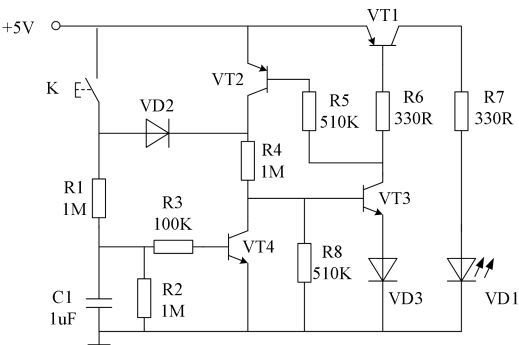 VT1
+5V
VT2
K
VD2
R5
510K
R6
330R
R7
330R
R4
1M
R1
1M
R3
100K
VT3
VT4
R8
510K
C1
1uF
R2
1M
VD3
VD1